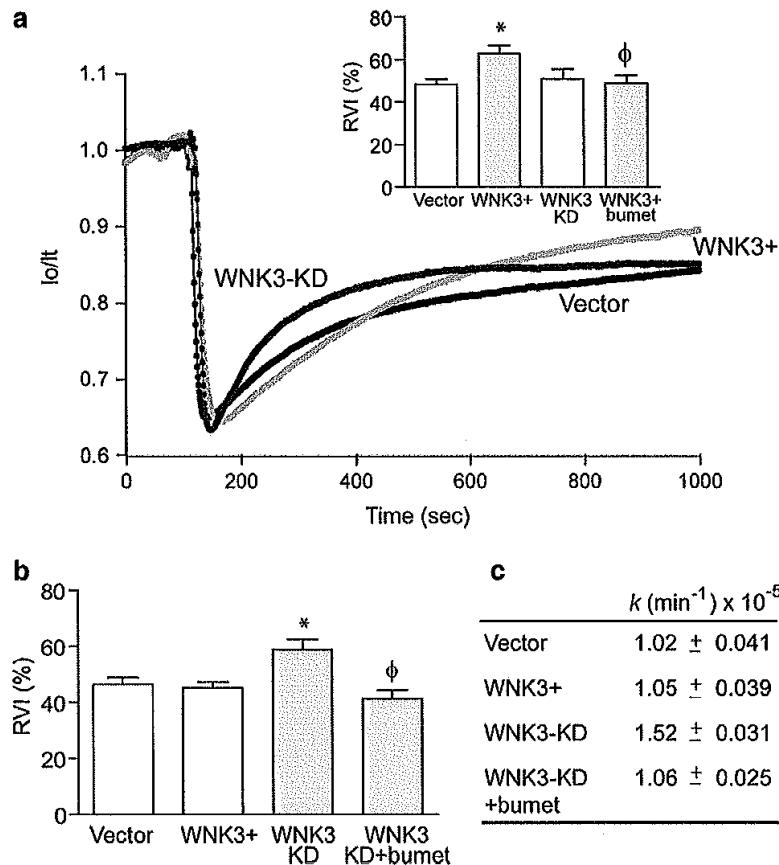 a
80
60
40
20
0
RVI (%)
*
ϕ
Vector
WNK3+
WNK3
KD
WNK3+
bumet
1.1
1.0
0.9
0.8
0.7
0.6
Io/It
WNK3-KD
WNK3+
Vector
0
200
400
600
800
1000
Time (sec)
b
80
60
40
20
0
RVI (%)
*
ϕ
Vector
WNK3+
WNK3
KD
WNK3
KD+bumet
c
k (min⁻¹) x 10⁻⁵
Vector 1.02 ± 0.041
WNK3+ 1.05 ± 0.039
WNK3-KD 1.52 ± 0.031
WNK3-KD 1.06 ± 0.025
+bumet